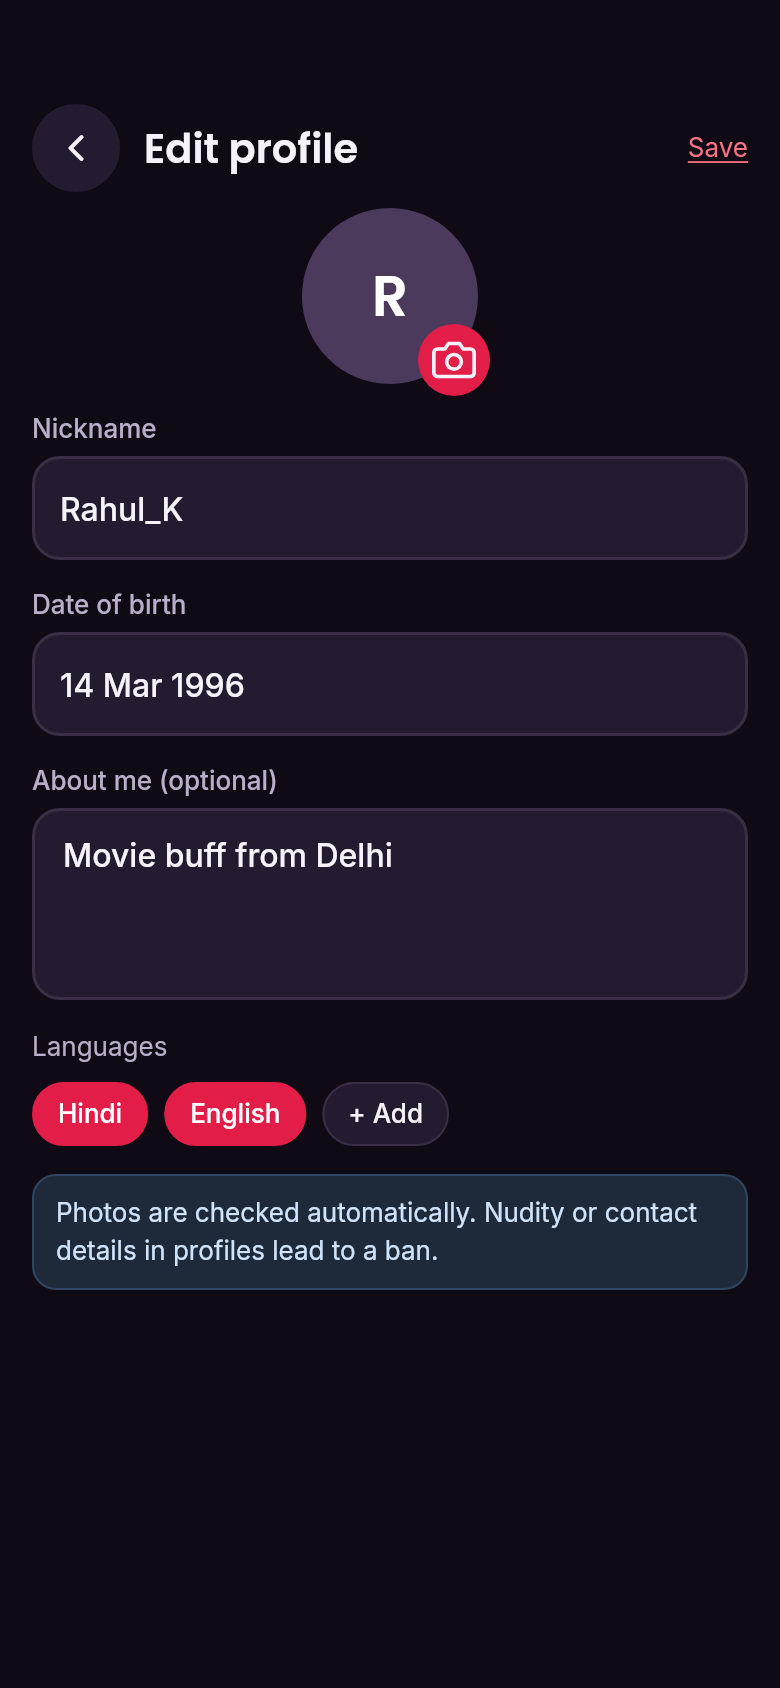 Edit profile
Save
R
Nickname
Rahul_K
Date of birth
14 Mar 1996
About me (optional)
Movie buff from Delhi
Languages
Hindi
English
+ Add
Photos are checked automatically. Nudity or contact
details in profiles lead to a ban.